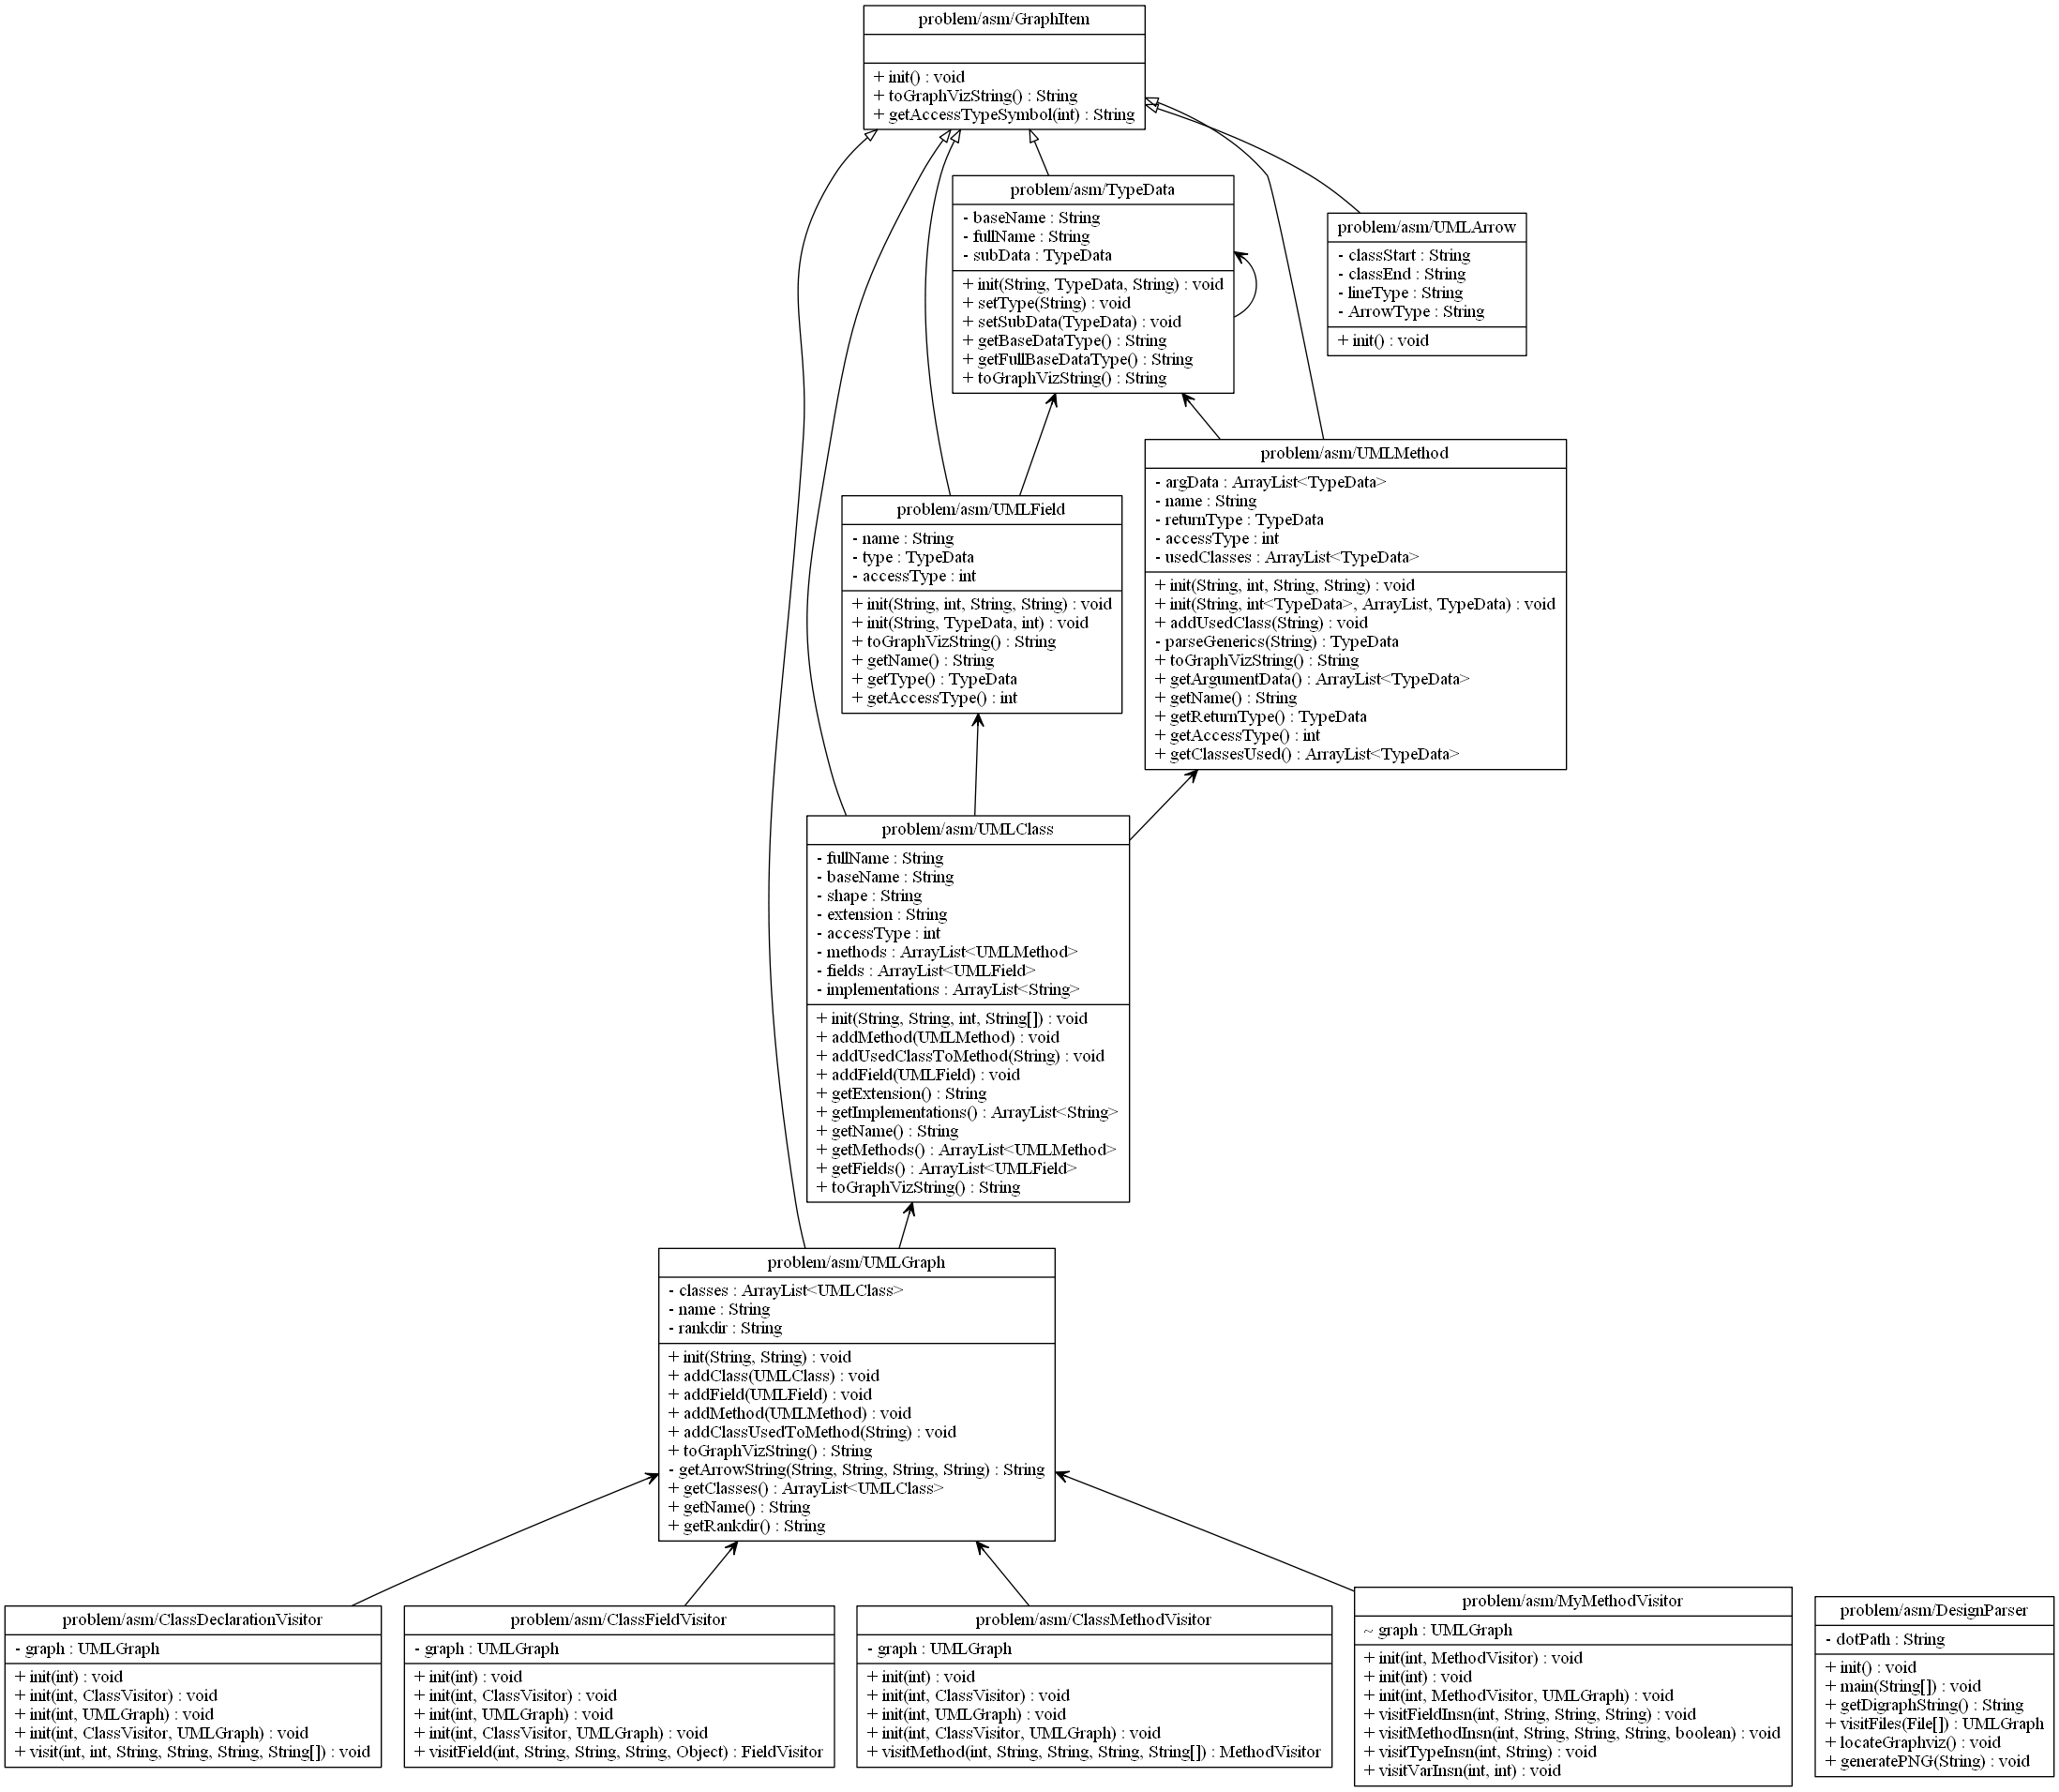 problem/asm/GraphItem
+ init() : void
+ toGraphVizString() : String
+ getAccessTypeSymbol(int) : String
problem/asm/TypeData
- baseName : String
- fullName : String
- subData : TypeData
+ init(String, TypeData, String) : void
+ setType(String) : void
+ setSubData(TypeData) : void
+ getBaseDataType() : String
+ getFullBaseDataType() : String
+ toGraphVizString() : String
problem/asm/UMLArrow
- classStart : String
- classEnd : String
- lineType : String
- ArrowType : String
+ init() : void
problem/asm/UMLMethod
- argData : ArrayList<TypeData>
- name : String
- returnType : TypeData
- accessType : int
- usedClasses : ArrayList<TypeData>
+ init(String, int, String, String) : void
+ init(String, int<TypeData>, ArrayList, TypeData) : void
+ addUsedClass(String) : void
- parseGenerics(String) : TypeData
+ toGraphVizString() : String
+ getArgumentData() : ArrayList<TypeData>
+ getName() : String
+ getReturnType() : TypeData
+ getAccessType() : int
+ getClassesUsed() : ArrayList<TypeData>
problem/asm/UMLField
- name : String
- type : TypeData
- accessType : int
+ init(String, int, String, String) : void
+ init(String, TypeData, int) : void
+ toGraphVizString() : String
+ getName() : String
+ getType() : TypeData
+ getAccessType() : int
problem/asm/UMLClass
- fullName : String
- baseName : String
- shape : String
- extension : String
- accessType : int
- methods : ArrayList<UMLMethod>
- fields : ArrayList<UMLField>
- implementations : ArrayList<String>
+ init(String, String, int, String[]) : void
+ addMethod(UMLMethod) : void
+ addUsedClassToMethod(String) : void
+ addField(UMLField) : void
+ getExtension() : String
+ getImplementations() : ArrayList<String>
+ getName() : String
+ getMethods() : ArrayList<UMLMethod>
+ getFields() : ArrayList<UMLField>
+ toGraphVizString() : String
problem/asm/UMLGraph
- classes : ArrayList<UMLClass>
- name : String
- rankdir : String
+ init(String, String) : void
+ addClass(UMLClass) : void
+ addField(UMLField) : void
+ addMethod(UMLMethod) : void
+ addClassUsedToMethod(String) : void
+ toGraphVizString() : String
- getArrowString(String, String, String, String) : String
+ getClasses() : ArrayList<UMLClass>
+ getName() : String
+ getRankdir() : String
problem/asm/ClassDeclarationVisitor
- graph : UMLGraph
+ init(int) : void
+ init(int, ClassVisitor) : void
+ init(int, UMLGraph) : void
+ init(int, ClassVisitor, UMLGraph) : void
+ visit(int, int, String, String, String, String[]) : void
problem/asm/ClassFieldVisitor
- graph : UMLGraph
+ init(int) : void
+ init(int, ClassVisitor) : void
+ init(int, UMLGraph) : void
+ init(int, ClassVisitor, UMLGraph) : void
+ visitField(int, String, String, String, Object) : FieldVisitor
problem/asm/ClassMethodVisitor
- graph : UMLGraph
+ init(int) : void
+ init(int, ClassVisitor) : void
+ init(int, UMLGraph) : void
+ init(int, ClassVisitor, UMLGraph) : void
+ visitMethod(int, String, String, String, String[]) : MethodVisitor
problem/asm/MyMethodVisitor
~ graph : UMLGraph
+ init(int, MethodVisitor) : void
+ init(int) : void
+ init(int, MethodVisitor, UMLGraph) : void
+ visitFieldInsn(int, String, String, String) : void
+ visitMethodInsn(int, String, String, String, boolean) : void
+ visitTypeInsn(int, String) : void
+ visitVarInsn(int, int) : void
problem/asm/DesignParser
- dotPath : String
+ init() : void
+ main(String[]) : void
+ getDigraphString() : String
+ visitFiles(File[]) : UMLGraph
+ locateGraphviz() : void
+ generatePNG(String) : void